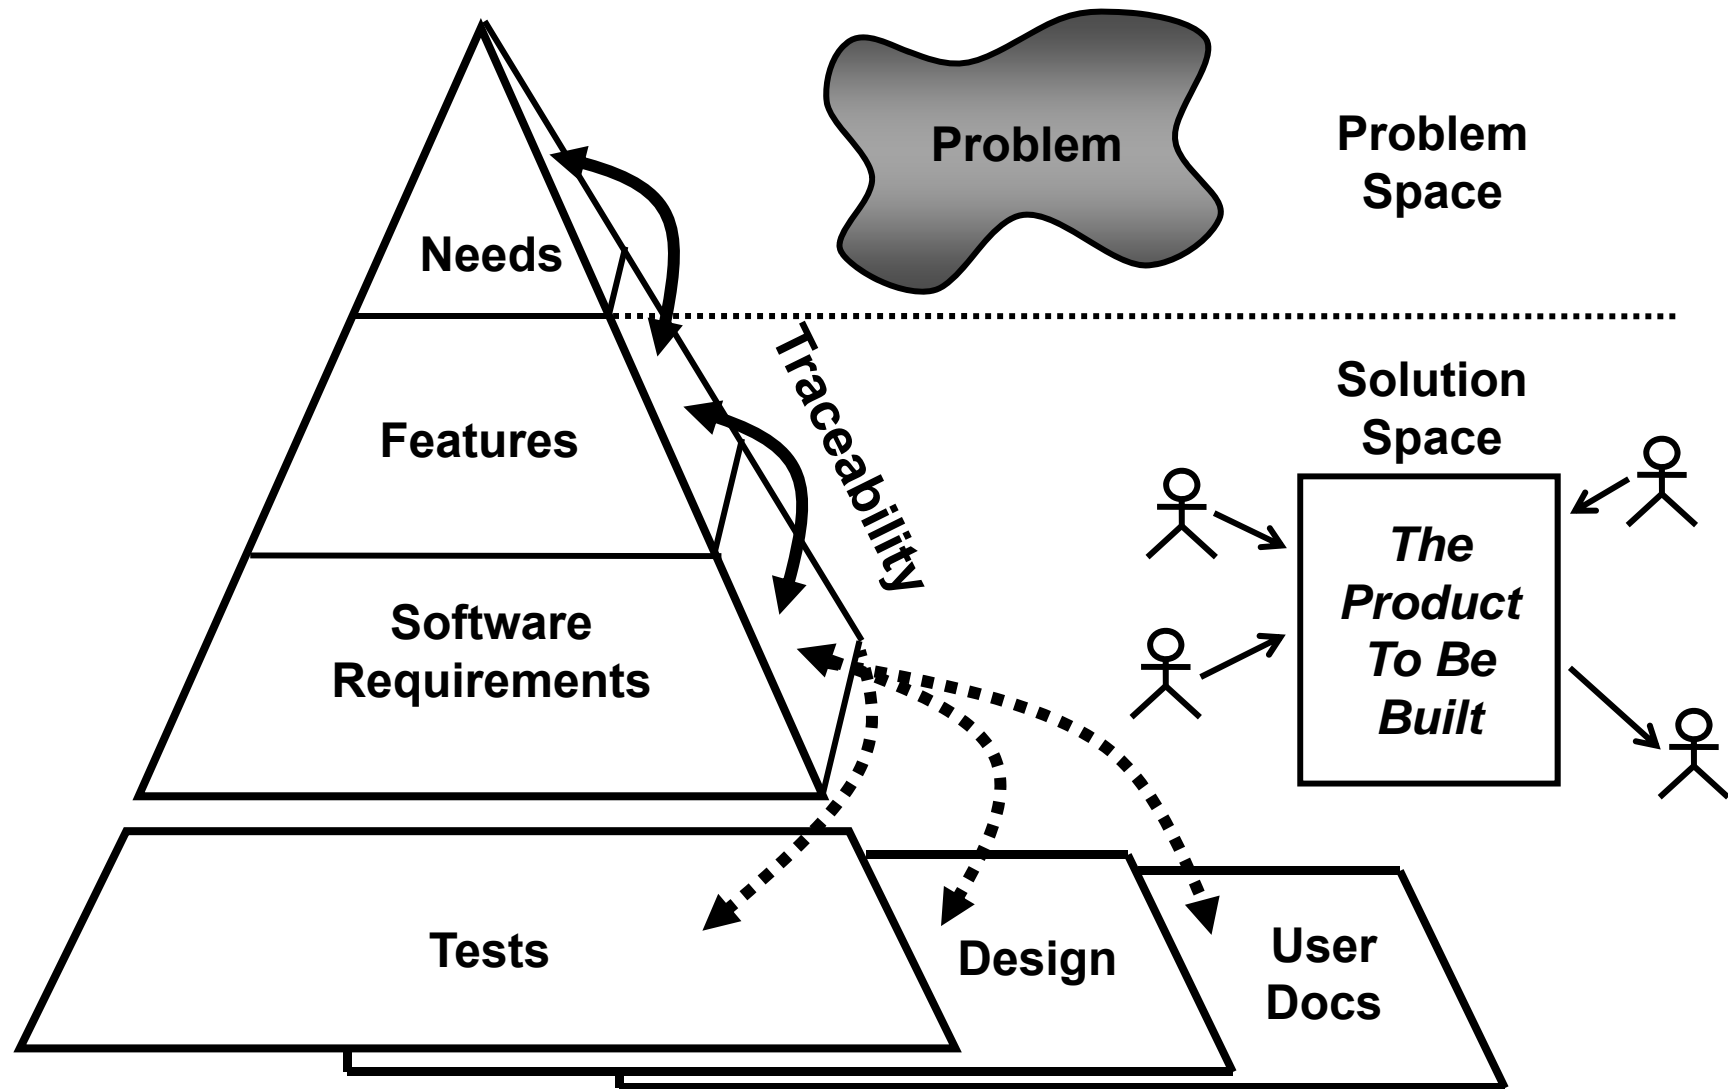 Problem
Problem
Space
Needs
Traceability
Features
Solution
Space
Software
Requirements
The
Product
To Be
Built
Tests
Design
User
Docs